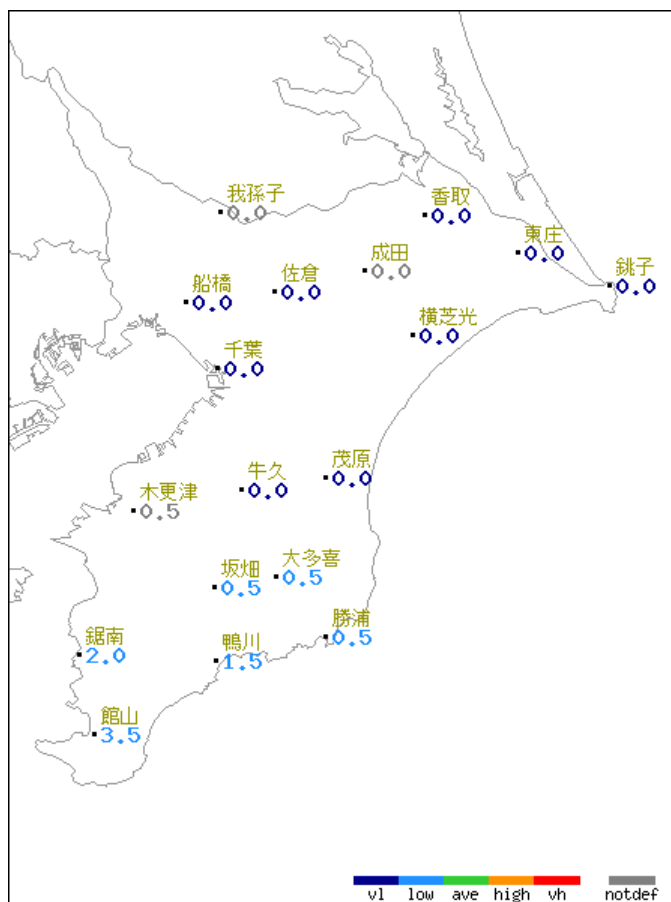 我孫子
0.0
香取
0.0
東庄
0.0
成田
0.0
銚子
0.0
佐倉
0.0
船橋
0.0
横芝光
0.0
千葉
0.0
茂原
0.0
牛久
0.0
木更津
0.5
大多喜
0.5
坂畑
0.5
勝浦
0.5
鋸南
2.0
鴨川
1.5
館山
3.5
vl low ave high vh notdef